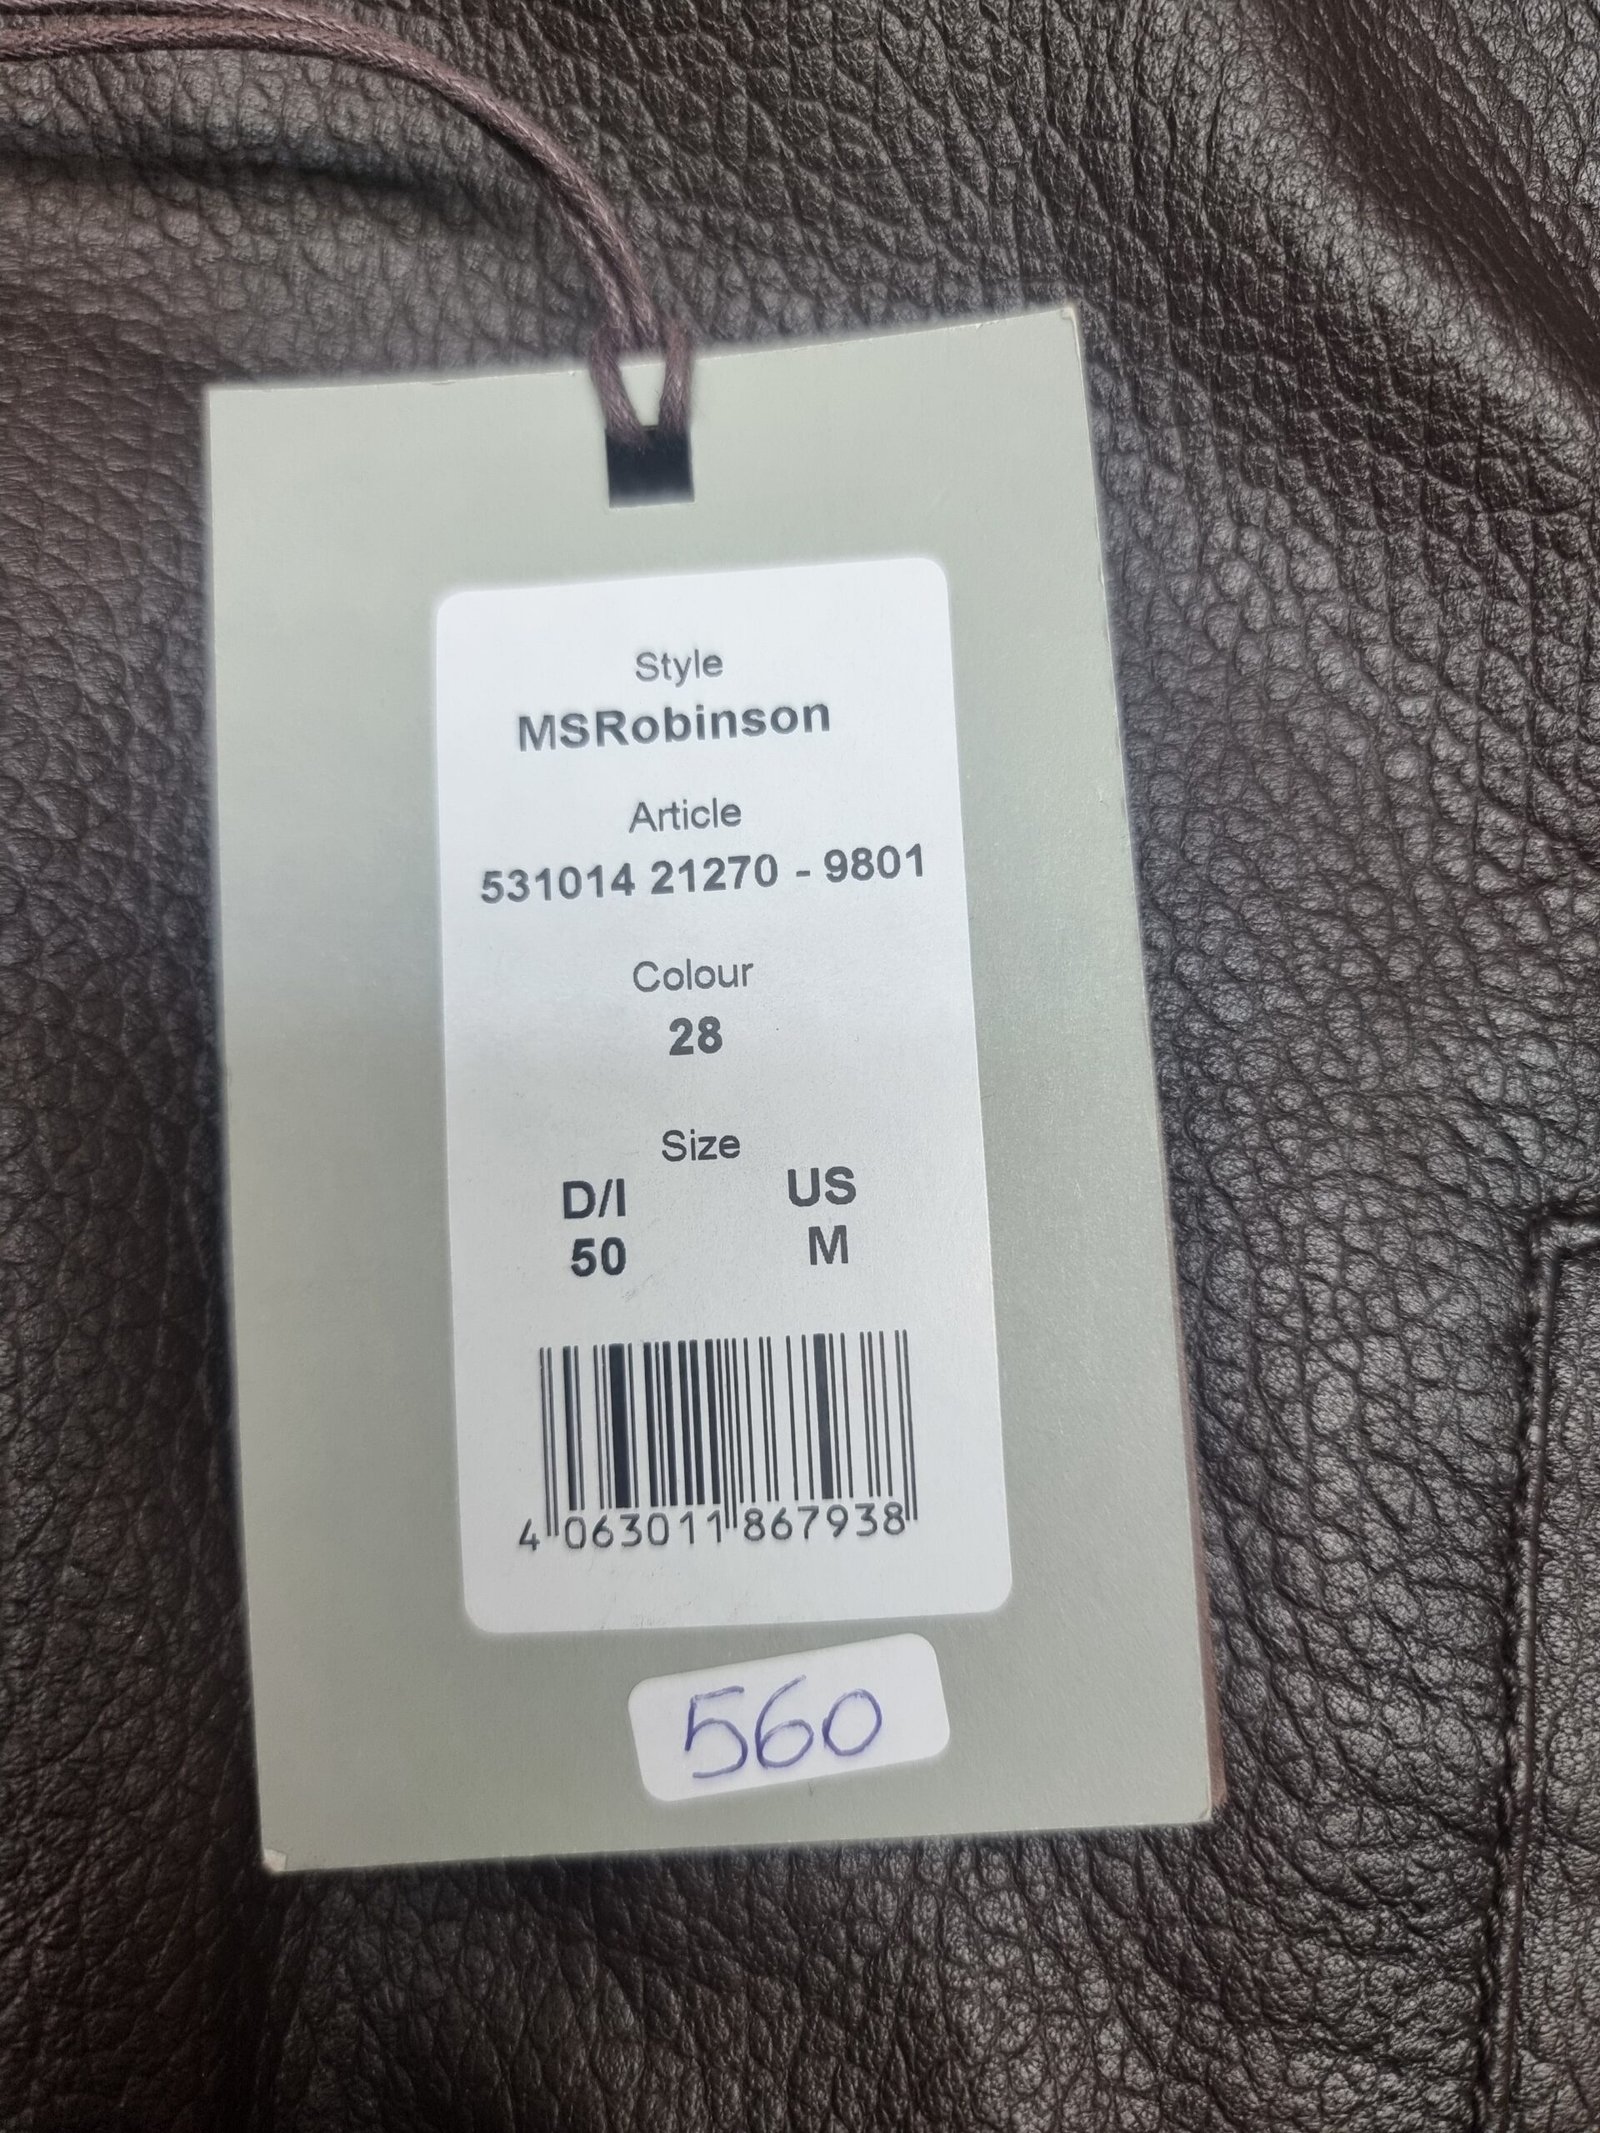 Style
MSRobinson
Article
531014 21270 - 9801
Colour
28
Size
D/I US
50 M
4 063011 867938
560